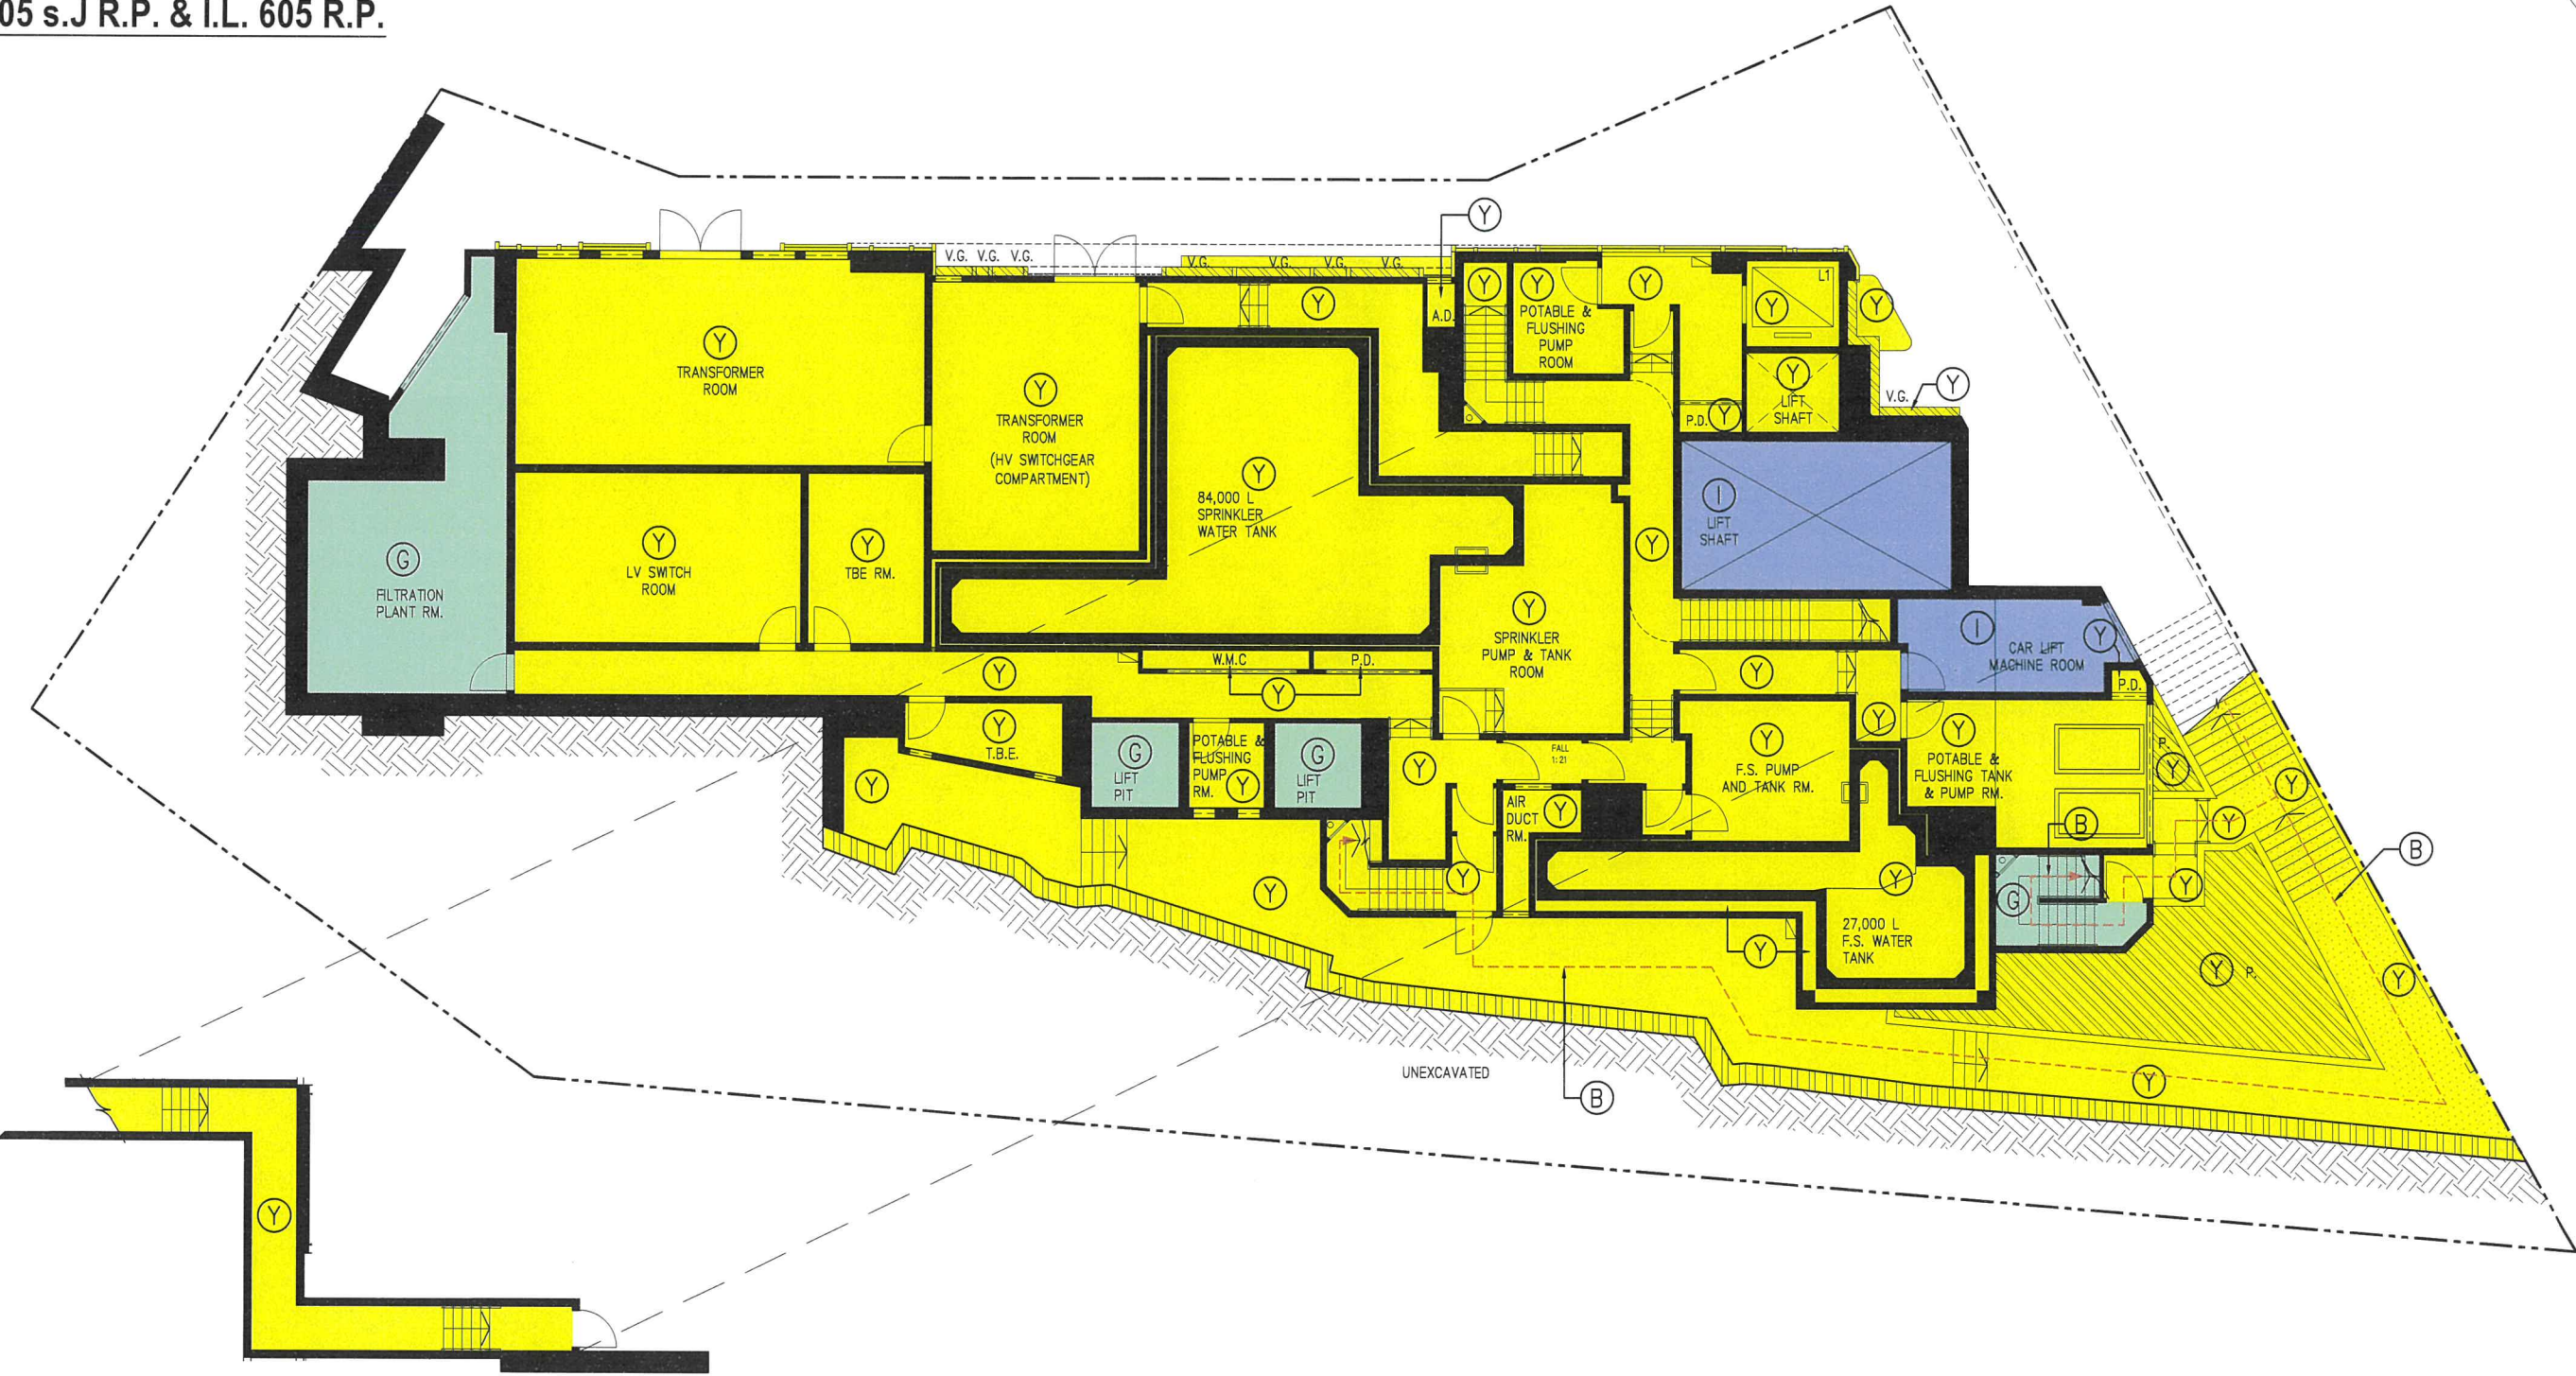 05 s.J R.P. & I.L. 605 R.P.
Y
V.G. V.G. V.G.
V.G. V.G. V.G. V.G.
A.D.
Y
Y
Y
POTABLE &
FLUSHING
PUMP
ROOM
Y
L1
Y
Y
Y
TRANSFORMER
ROOM
Y
TRANSFORMER
ROOM
(HV SWITCHGEAR
COMPARTMENT)
Y
LIFT
SHAFT
V.G.
Y
P.D.
Y
Y
84,000 L
SPRINKLER
WATER TANK
I
LIFT
SHAFT
G
FILTRATION
PLANT RM.
Y
LV SWITCH
ROOM
Y
TBE RM.
Y
Y
SPRINKLER
PUMP & TANK
ROOM
I
CAR LIFT
MACHINE ROOM
Y
P.D.
W.M.C
P.D.
Y
Y
Y
Y
T.B.E.
G
LIFT
PIT
POTABLE &
FLUSHING
PUMP
RM.
Y
G
LIFT
PIT
Y
FALL
1:21
Y
F.S. PUMP
AND TANK RM.
Y
Y
POTABLE &
FLUSHING TANK
& PUMP RM.
P.
Y
Y
Y
AIR
DUCT
RM.
Y
B
Y
B
Y
Y
Y
G
Y
27,000 L
F.S. WATER
TANK
Y
Y
P.
Y
UNEXCAVATED
B
Y
Y